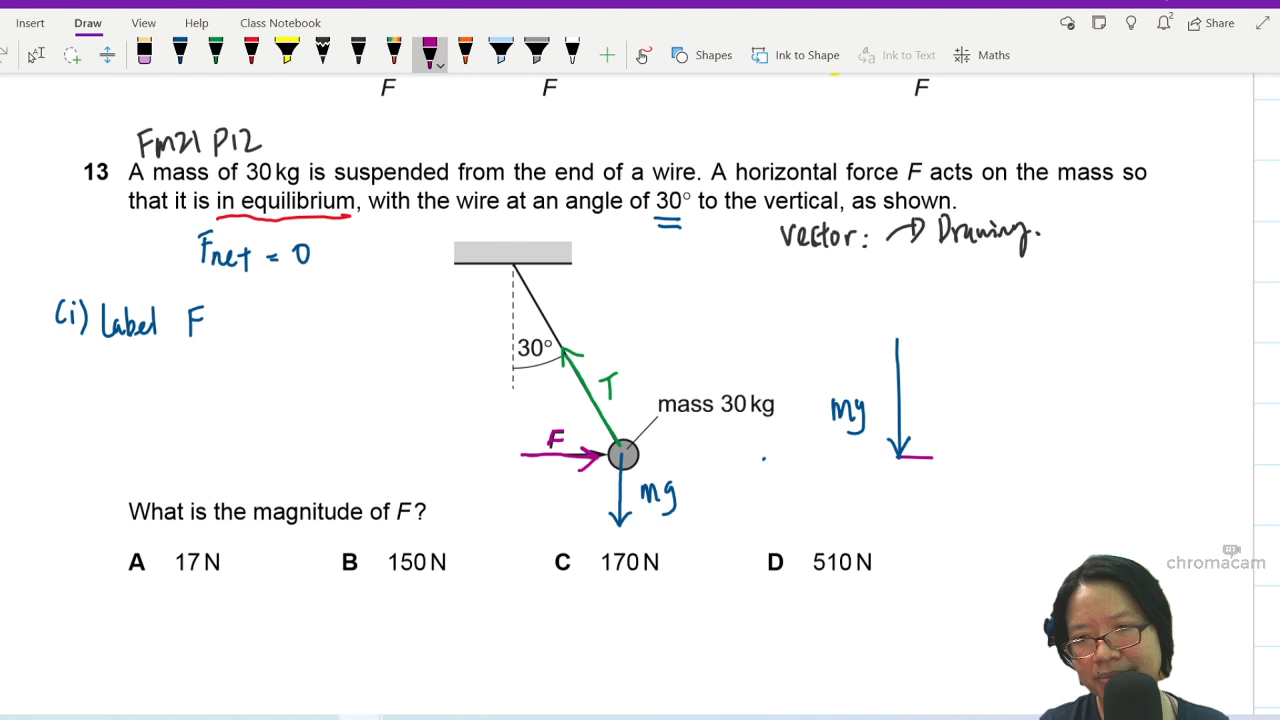 Insert Draw View Help Class Notebook
Share
Shapes Ink to Shape Ink to Text Maths
F F F
Fm21 P12
13 A mass of 30 kg is suspended from the end of a wire. A horizontal force F acts on the mass so
that it is in equilibrium, with the wire at an angle of 30° to the vertical, as shown.
Fnet = 0
vector: → Drawing.
(i) Label F
30°
T
mass 30 kg
mg
F
mg
What is the magnitude of F?
A 17 N B 150 N C 170 N D 510 N
chromacam